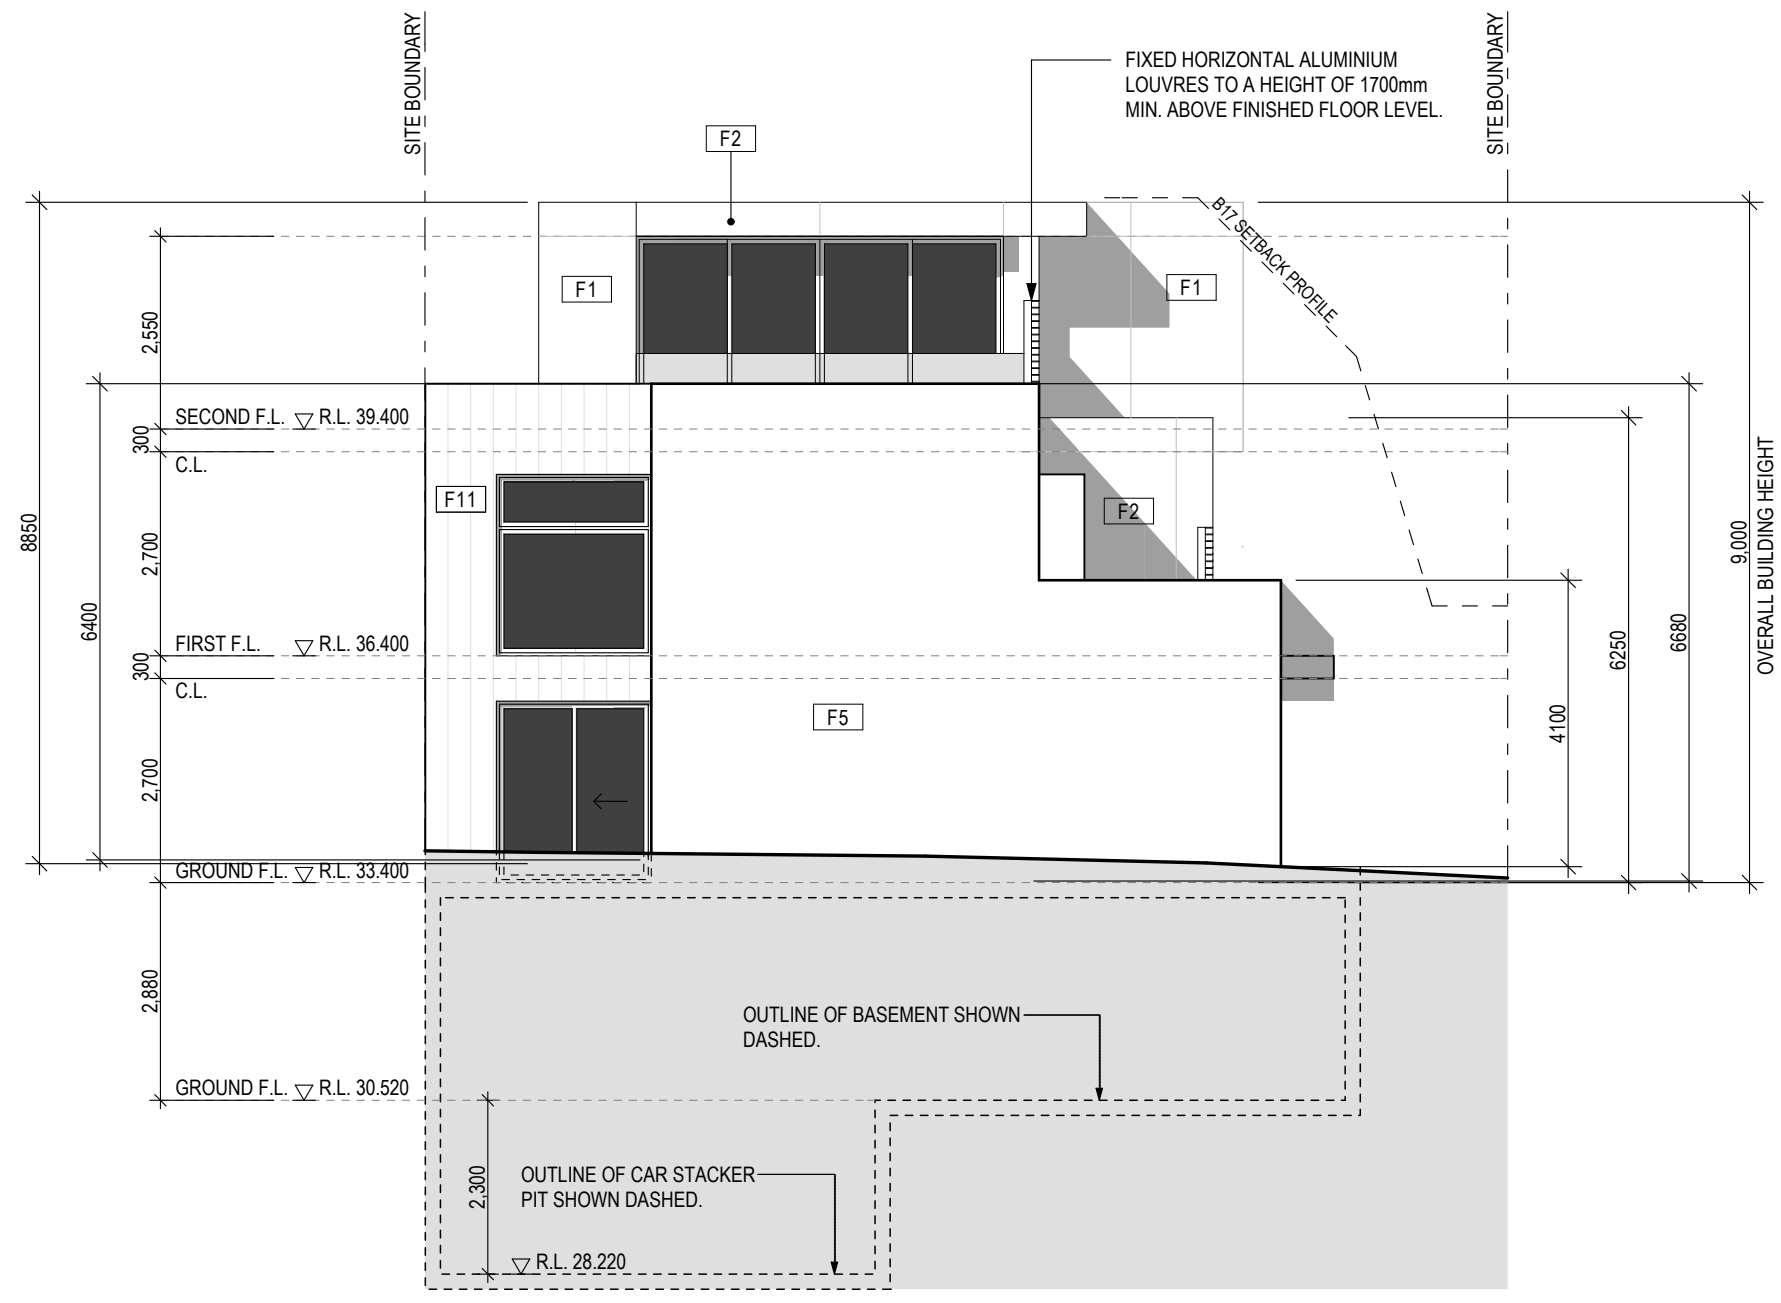 SITE BOUNDARY
SITE BOUNDARY
FIXED HORIZONTAL ALUMINIUM
LOUVRES TO A HEIGHT OF 1700mm
MIN. ABOVE FINISHED FLOOR LEVEL.
F2
B17 SETBACK PROFILE
F1
F1
2,550
SECOND F.L. R.L. 39.400
300
C.L.
F11
F2
8850
2,700
6400
9,000
OVERALL BUILDING HEIGHT
FIRST F.L. R.L. 36.400
6250
6680
300
C.L.
F5
4100
2,700
GROUND F.L. R.L. 33.400
2,880
OUTLINE OF BASEMENT SHOWN
DASHED.
GROUND F.L. R.L. 30.520
2,300
OUTLINE OF CAR STACKER
PIT SHOWN DASHED.
R.L. 28.220